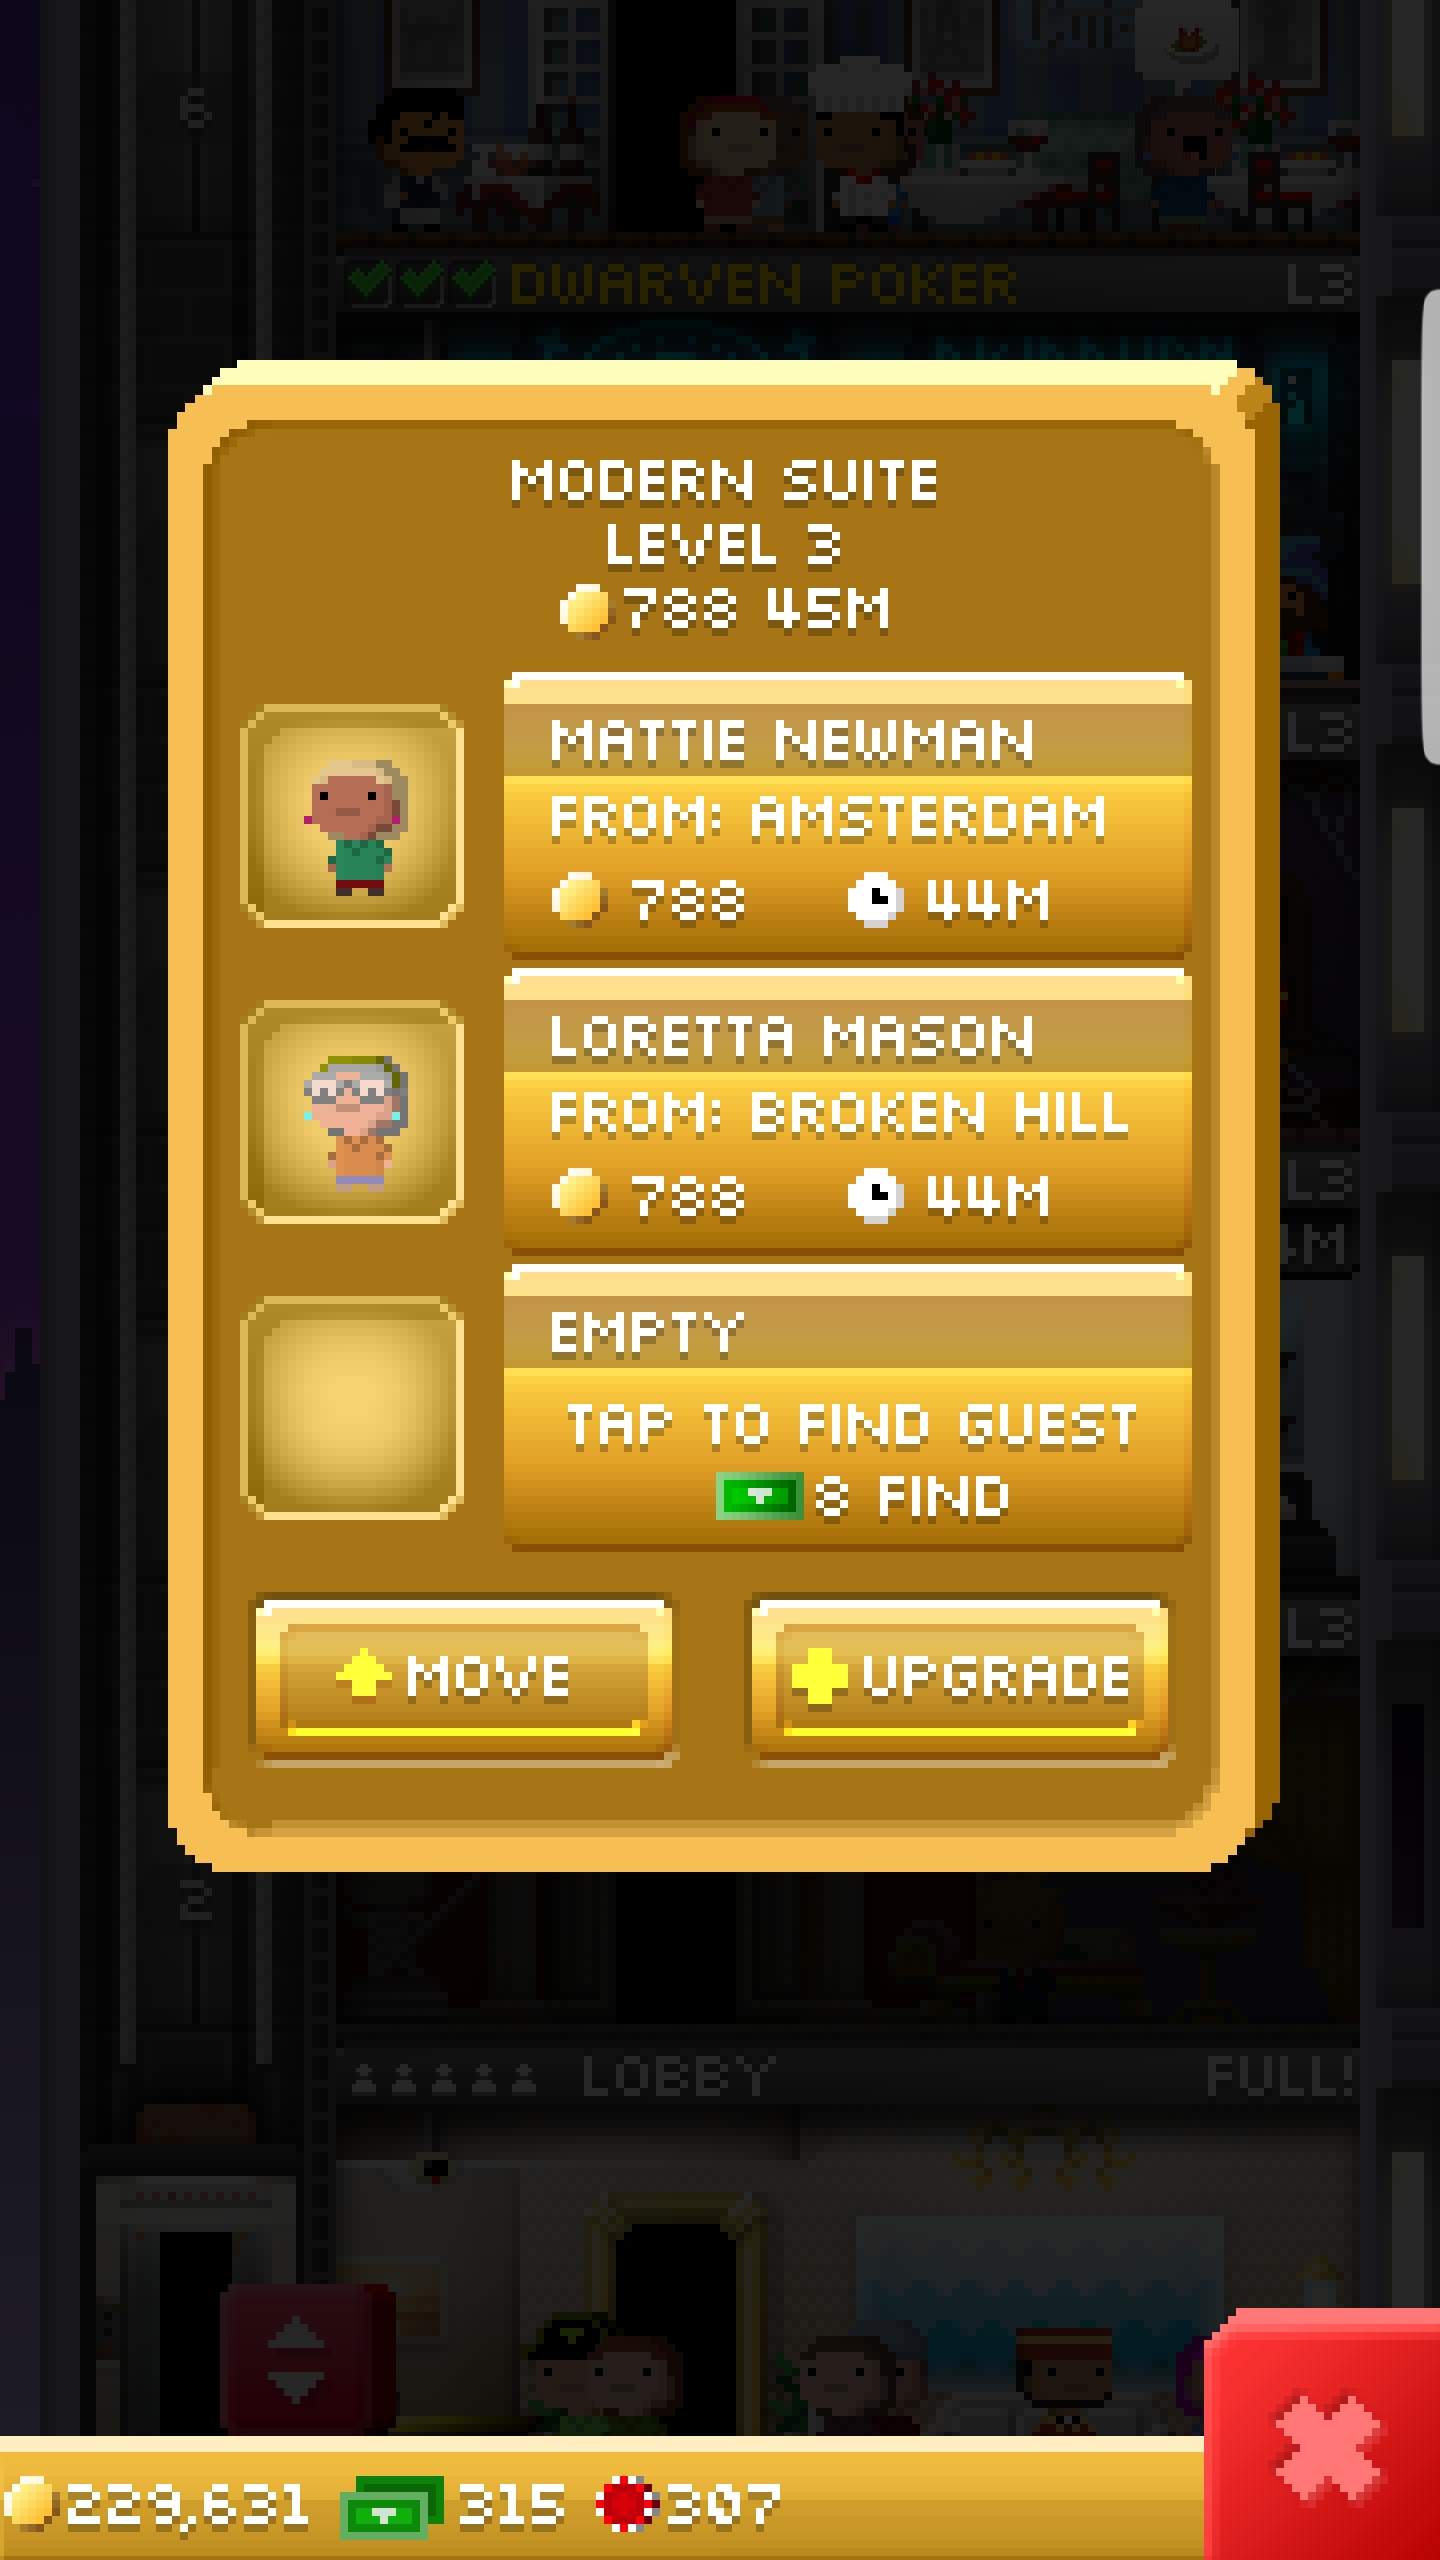 6
DWARVEN POKER L3
MODERN SUITE
LEVEL 3
788 45M
L3
MATTIE NEWMAN
FROM: AMSTERDAM
788 44M
LORETTA MASON
FROM: BROKEN HILL
788 44M
L3
4M
EMPTY
TAP TO FIND GUEST
8 FIND
L3
MOVE UPGRADE
2
LOBBY FULL!
229,631 315 307